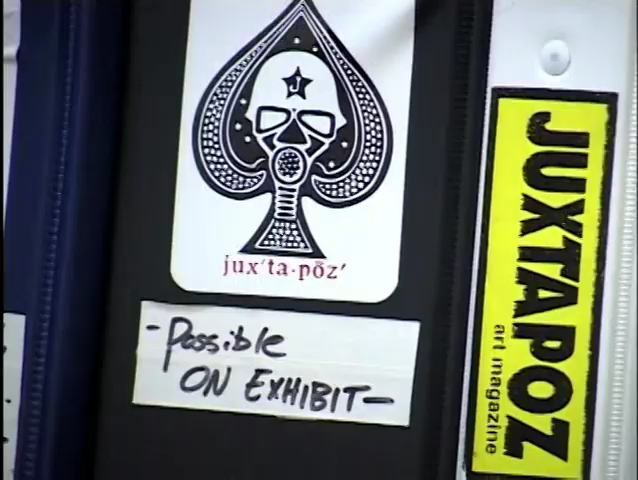 J
jux'ta·pōz'
-Possible
ON EXHIBIT-
JUXTAPOZ
art magazine